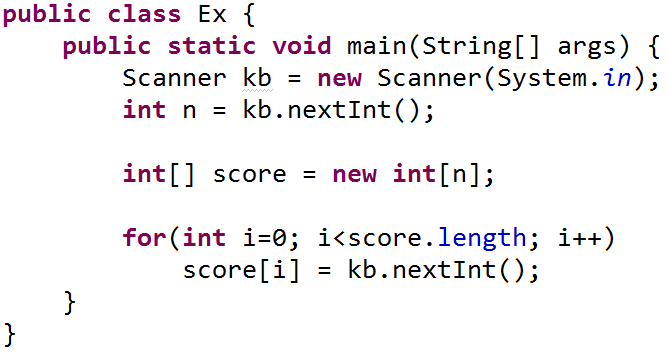 public class Ex {
    public static void main(String[] args) {
        Scanner kb = new Scanner(System.in);
        int n = kb.nextInt();

        int[] score = new int[n];

        for(int i=0; i<score.length; i++)
            score[i] = kb.nextInt();
    }
}